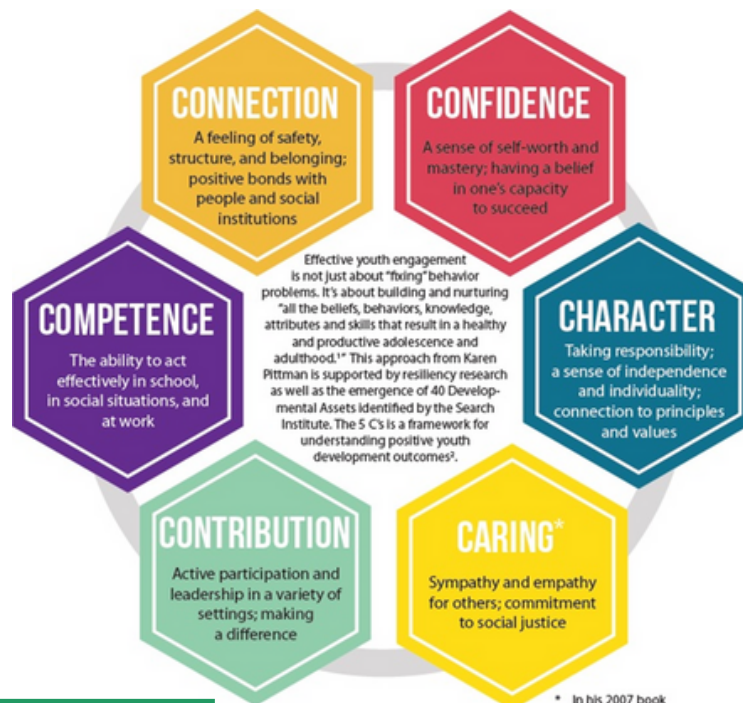 CONNECTION
A feeling of safety,
structure, and belonging;
positive bonds with
people and social
institutions
CONFIDENCE
A sense of self-worth and
mastery; having a belief
in one's capacity
to succeed
COMPETENCE
The ability to act
effectively in school,
in social situations, and
at work
Effective youth engagement
is not just about "fixing" behavior
problems. It's about building and nurturing
"all the beliefs, behaviors, knowledge,
attributes and skills that result in a healthy
and productive adolescence and
adulthood.¹" This approach from Karen
Pittman is supported by resiliency research
as well as the emergence of 40 Develop-
mental Assets identified by the Search
Institute. The 5 C's is a framework for
understanding positive youth
development outcomes².
CHARACTER
Taking responsibility;
a sense of independence
and individuality;
connection to principles
and values
CONTRIBUTION
Active participation and
leadership in a variety of
settings; making
a difference
CARING*
Sympathy and empathy
for others; commitment
to social justice
* In his 2007 book